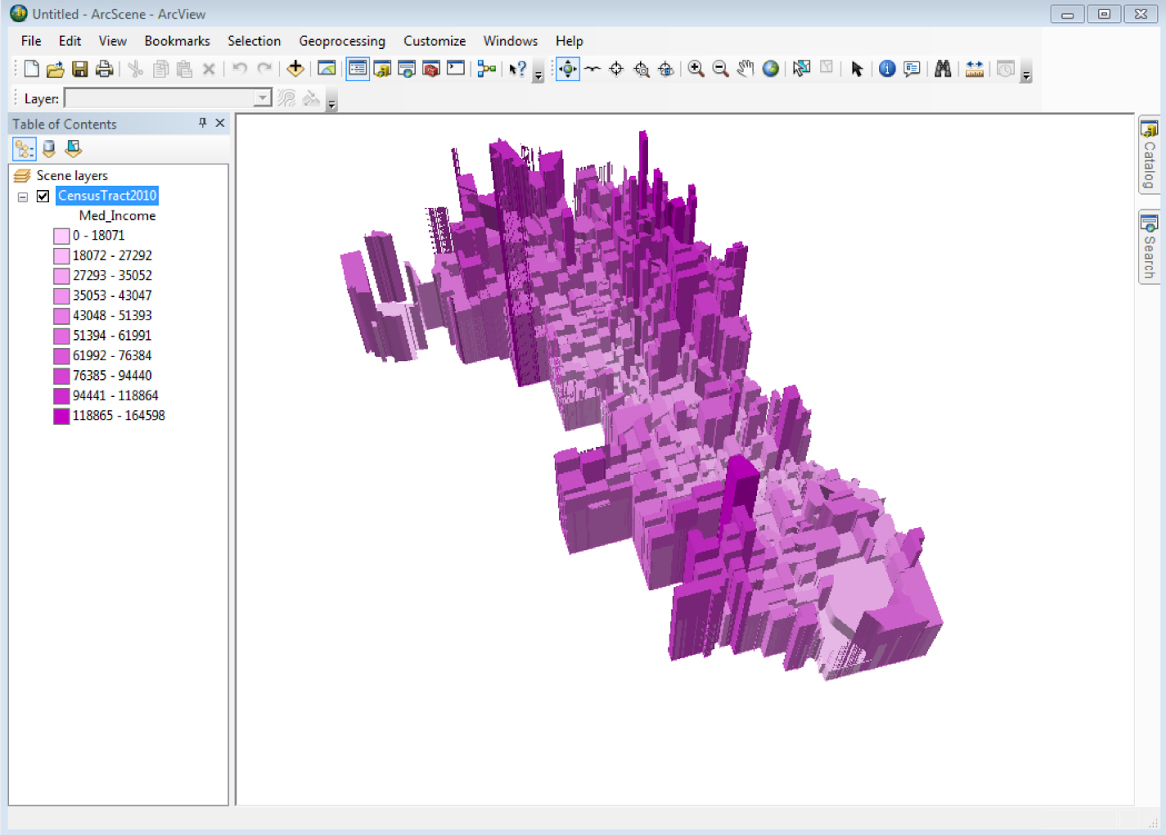 Untitled - ArcScene - ArcView
File Edit View Bookmarks Selection Geoprocessing Customize Windows Help
Layer:
Table of Contents
Scene layers
CensusTract2010
Med_Income
0 - 18071
18072 - 27292
27293 - 35052
35053 - 43047
43048 - 51393
51394 - 61991
61992 - 76384
76385 - 94440
94441 - 118864
118865 - 164598
Catalog
Search